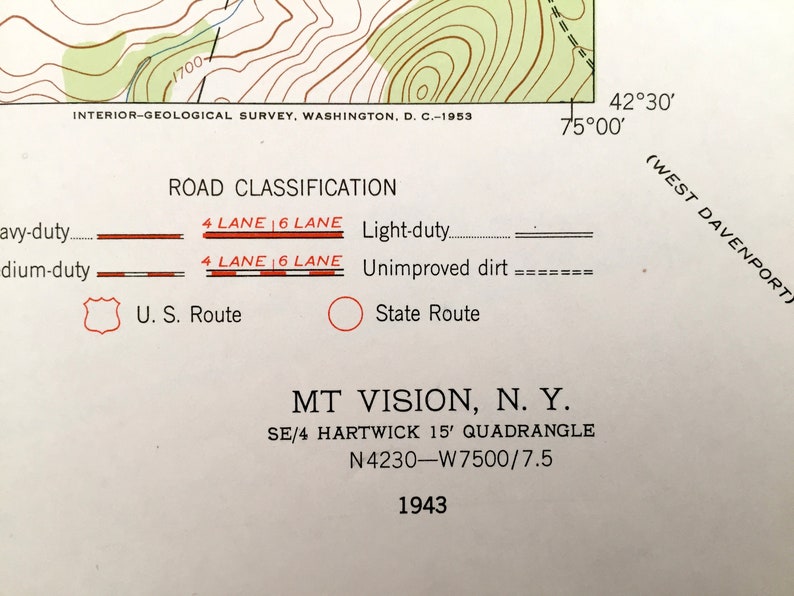 1700
INTERIOR—GEOLOGICAL SURVEY, WASHINGTON, D. C.—1953
42°30′
75°00′
(WEST DAVENPORT)
ROAD CLASSIFICATION
4 LANE 6 LANE
avy-duty Light-duty
4 LANE 6 LANE
edium-duty Unimproved dirt
U. S. Route State Route
MT VISION, N. Y.
SE/4 HARTWICK 15′ QUADRANGLE
N4230—W7500/7.5
1943